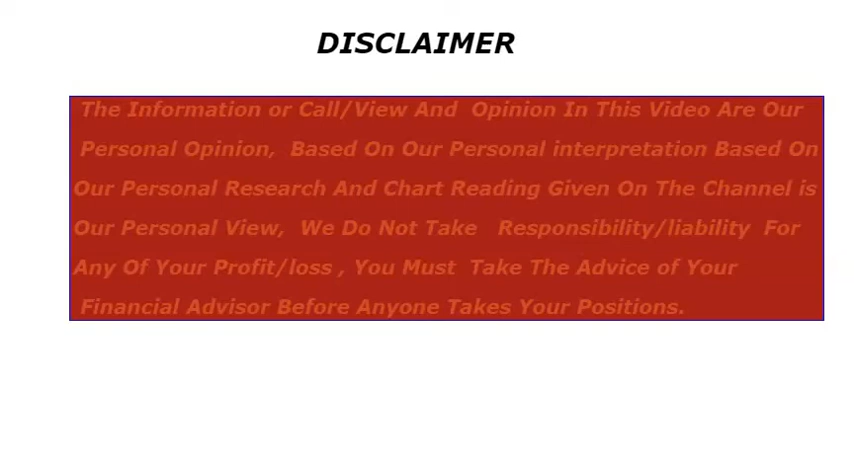 DISCLAIMER
The Information or Call/View And Opinion In This Video Are Our
Personal Opinion, Based On Our Personal interpretation Based On
Our Personal Research And Chart Reading Given On The Channel is
Our Personal View, We Do Not Take Responsibility/liability For
Any Of Your Profit/loss , You Must Take The Advice of Your
Financial Advisor Before Anyone Takes Your Positions.